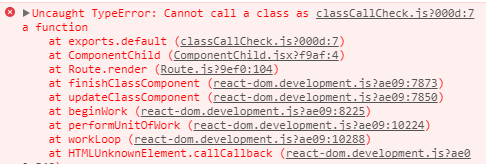 Uncaught TypeError: Cannot call a class as classCallCheck.js?000d:7
a function
at exports.default (classCallCheck.js?000d:7)
at ComponentChild (ComponentChild.jsx?f9af:4)
at Route.render (Route.js?9ef0:104)
at finishClassComponent (react-dom.development.js?ae09:7873)
at updateClassComponent (react-dom.development.js?ae09:7850)
at beginWork (react-dom.development.js?ae09:8225)
at performUnitOfWork (react-dom.development.js?ae09:10224)
at workLoop (react-dom.development.js?ae09:10288)
at HTMLUnknownElement.callCallback (react-dom.development.js?ae0